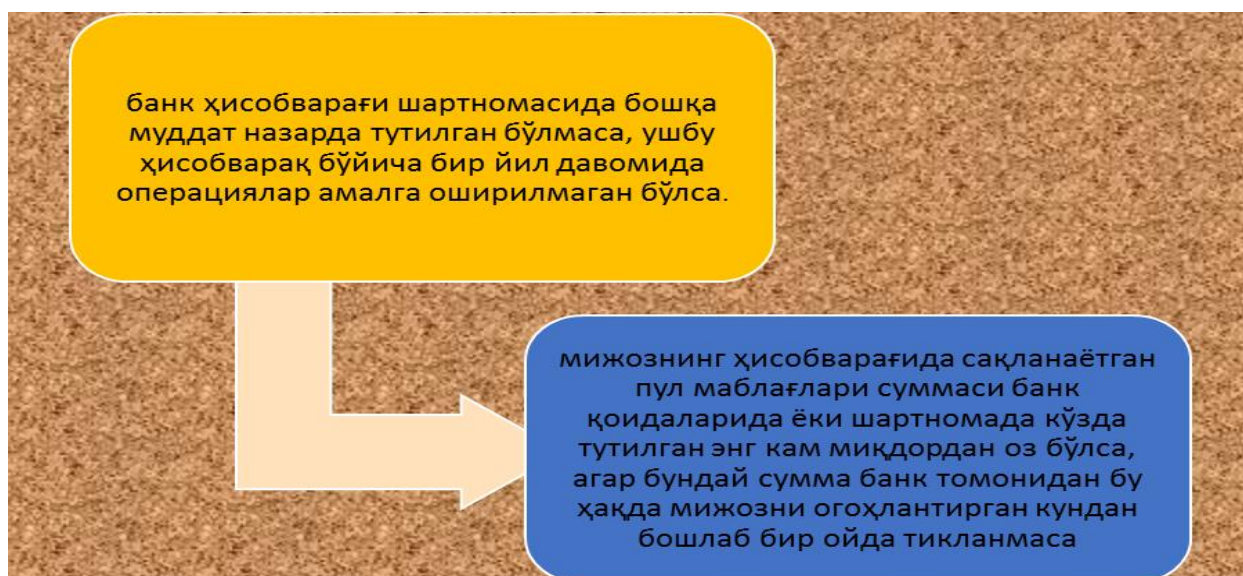 банк ҳисобварағи шартномасида бошқа
муддат назарда тутилган бўлмаса, ушбу
ҳисобварақ бўйича бир йил давомида
операциялар амалга оширилмаган бўлса.
мижознинг ҳисобварағида сақланаётган
пул маблағлари суммаси банк
қоидаларида ёки шартномада кўзда
тутилган энг кам миқдордан оз бўлса,
агар бундай сумма банк томонидан бу
ҳақда мижозни огоҳлантирган кундан
бошлаб бир ойда тикланмаса